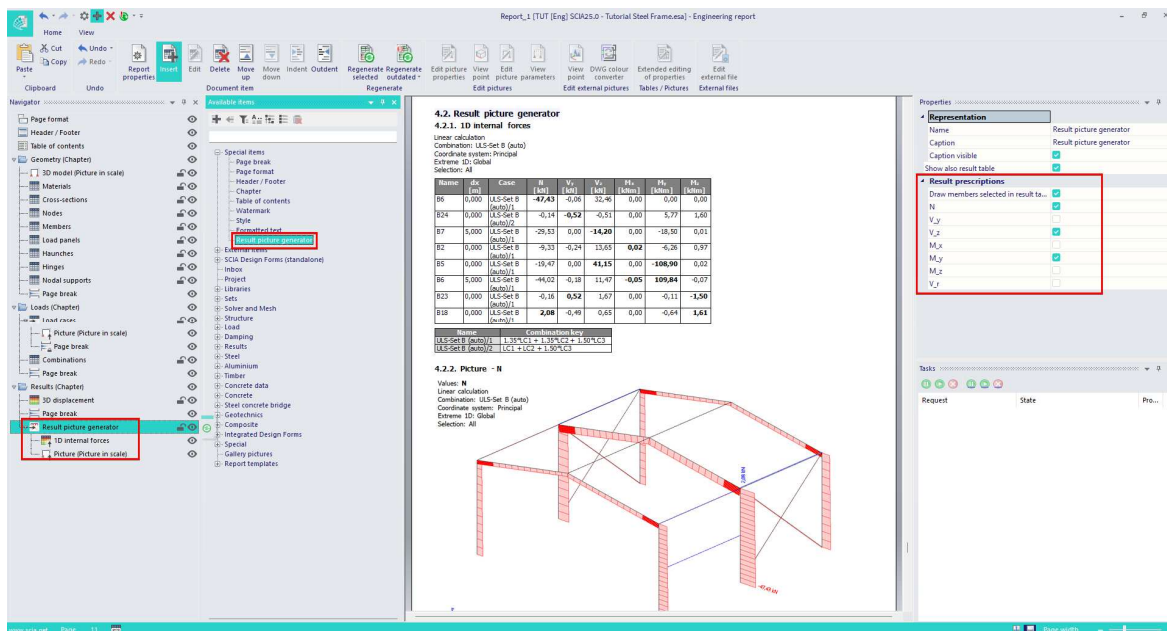 Report_1 [TUT [Eng] SCIA25.0 - Tutorial Steel Frame.esa] - Engineering report
Home View
Paste
Cut
Copy
Undo
Redo
Report properties
Insert
Edit
Delete
Move up
Move down
Indent
Outdent
Regenerate selected
Regenerate outdated
Edit picture properties
View point
Edit picture
View parameters
View point
DWG colour converter
Extended editing of properties
Edit external file
Clipboard
Undo
Document item
Regenerate
Edit pictures
Edit external pictures
Tables / Pictures
External files
Navigator
Page format
Header / Footer
Table of contents
Geometry (Chapter)
3D model (Picture in scale)
Materials
Cross-sections
Nodes
Members
Load panels
Haunches
Hinges
Nodal supports
Page break
Loads (Chapter)
Load cases
Picture (Picture in scale)
Page break
Combinations
Page break
Results (Chapter)
3D displacement
Page break
Result picture generator
1D internal forces
Picture (Picture in scale)
Available items
Special items
Page break
Page format
Header / Footer
Chapter
Table of contents
Watermark
Style
Formatted text
Result picture generator
External items
SCIA Design Forms (standalone)
Inbox
Project
Libraries
Sets
Solver and Mesh
Structure
Load
Damping
Results
Steel
Aluminium
Timber
Concrete data
Concrete
Steel concrete bridge
Geotechnics
Composite
Integrated Design Forms
Special
Gallery pictures
Report templates
4.2. Result picture generator
4.2.1. 1D internal forces
Linear calculation
Combination: ULS-Set B (auto)
Coordinate system: Principal
Extreme 1D: Global
Selection: All
Name dx [m] Case N [kN] Vy [kN] Vz [kN] Mx [kNm] My [kNm] Mz [kNm]
B6 0,000 ULS-Set B (auto)/1 -47,43 -0,06 32,46 0,00 0,00 0,00
B24 0,000 ULS-Set B (auto)/2 -0,14 -0,52 -0,51 0,00 5,77 1,60
B7 5,000 ULS-Set B (auto)/1 -29,53 0,00 -14,20 0,00 -18,50 0,01
B2 0,000 ULS-Set B (auto)/1 -9,33 -0,24 13,65 0,02 -6,26 0,97
B5 0,000 ULS-Set B (auto)/1 -19,47 0,00 41,15 0,00 -108,90 0,02
B6 5,000 ULS-Set B (auto)/1 -44,02 -0,18 11,47 -0,05 109,84 -0,07
B23 0,000 ULS-Set B (auto)/1 -0,16 0,52 1,67 0,00 -0,11 -1,50
B18 0,000 ULS-Set B (auto)/1 2,08 -0,49 0,65 0,00 -0,64 1,61
Name Combination key
ULS-Set B (auto)/1 1.35*LC1 + 1.35*LC2 + 1.50*LC3
ULS-Set B (auto)/2 LC1 +LC2 + 1.50*LC3
4.2.2. Picture - N
Values: N
Linear calculation
Combination: ULS-Set B (auto)
Coordinate system: Principal
Extreme 1D: Global
Selection: All
-47,43 kN
Properties
Representation
Name Result picture generator
Caption Result picture generator
Caption visible
Show also result table
Result prescriptions
Draw members selected in result ta...
N
V_y
V_z
M_x
M_y
M_z
V_r
Tasks
Request State Pro...
Page 11
Page width